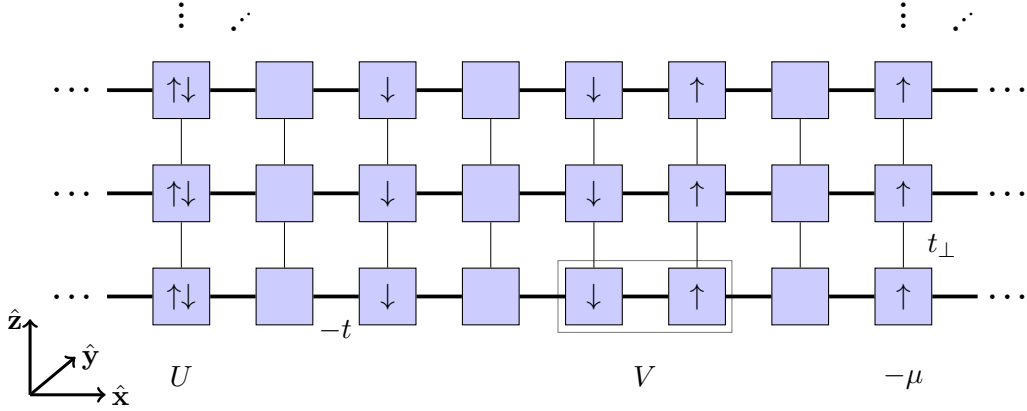 ⋮ ⋰ ⋮ ⋰
⋯ ↑↓ ↓ ↓ ↑ ↑ ⋯
⋯ ↑↓ ↓ ↓ ↑ ↑ ⋯
t⊥
⋯ ↑↓ ↓ ↓ ↑ ↑ ⋯
ẑ −t
ŷ
U V −μ
x̂